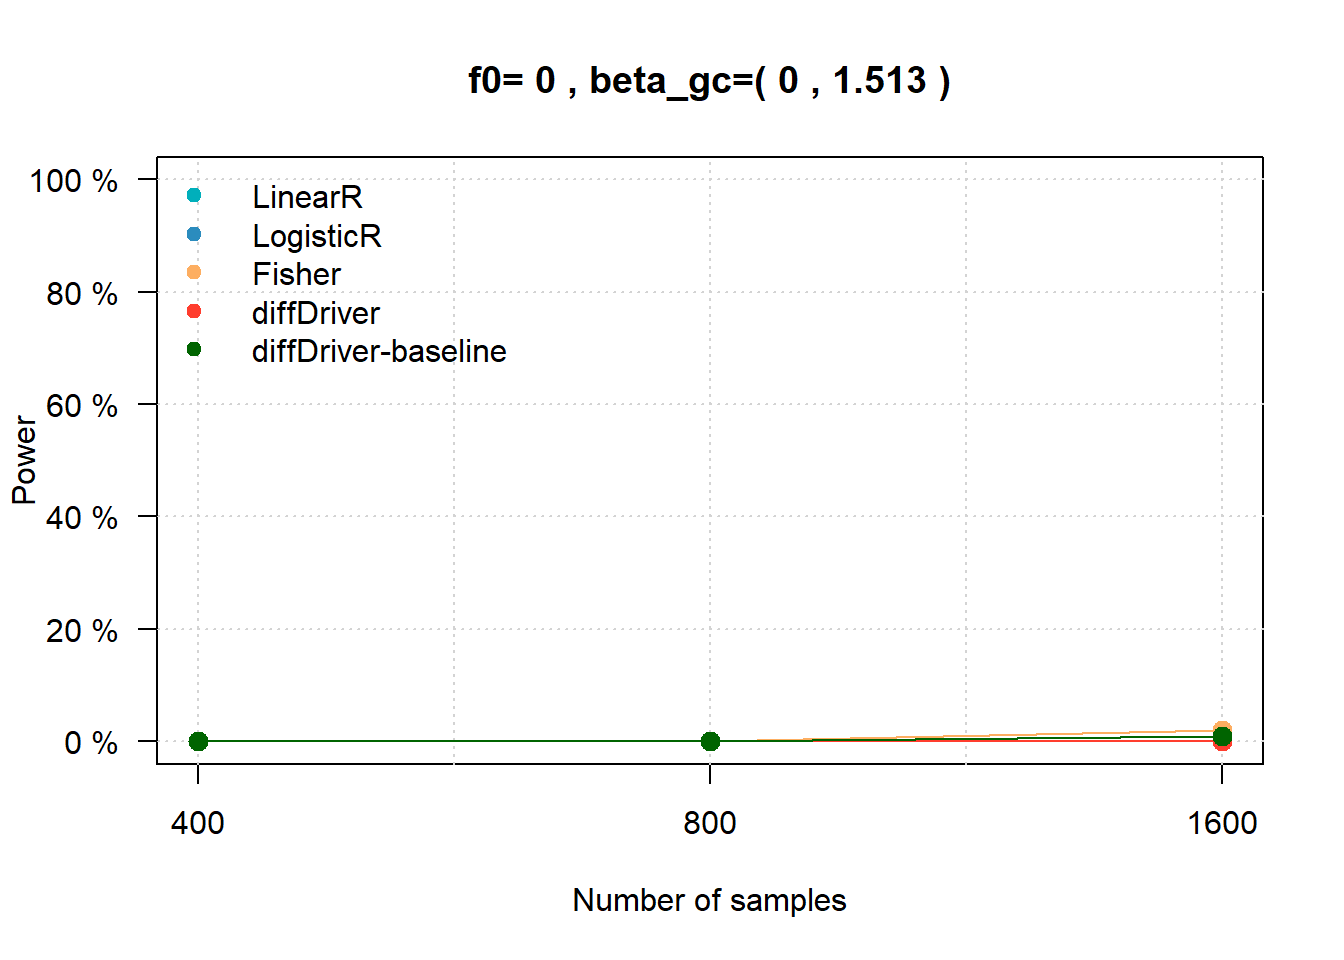 f0= 0 , beta_gc=( 0 , 1.513 )
100 %
80 %
60 %
40 %
20 %
0 %
Power
LinearR
LogisticR
Fisher
diffDriver
diffDriver-baseline
400
800
1600
Number of samples